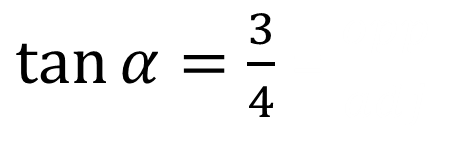 tan α = 3/4